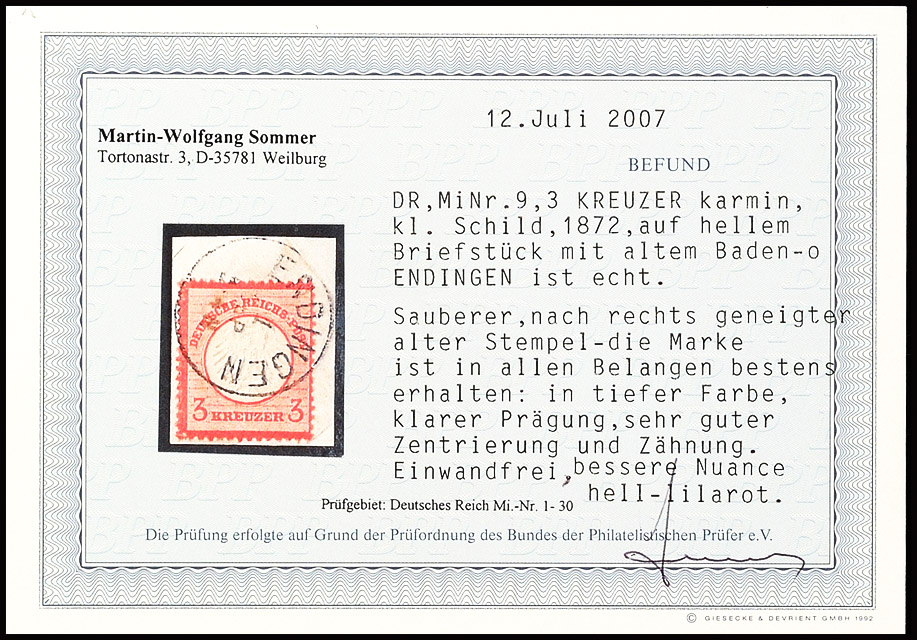 12.Juli 2007
Martin-Wolfgang Sommer
Tortonastr. 3, D-35781 Weilburg
BEFUND
DR,MiNr.9,3 KREUZER karmin,
kl. Schild,1872,auf hellem
Briefstück mit altem Baden-o
ENDINGEN ist echt.
Sauberer,nach rechts geneigter
alter Stempel-die Marke
ist in allen Belangen bestens
erhalten: in tiefer Farbe,
klarer Prägung,sehr guter
Zentrierung und Zähnung.
Einwandfrei,bessere Nuance
hell-lilarot.
ENDINGEN
DEUTSCHE REICHS-POST
3 KREUZER 3
Prüfgebiet: Deutsches Reich Mi.-Nr. 1- 30
Die Prüfung erfolgte auf Grund der Prüfordnung des Bundes der Philatelistischen Prüfer e.V.
© GIESECKE & DEVRIENT GMBH 1992